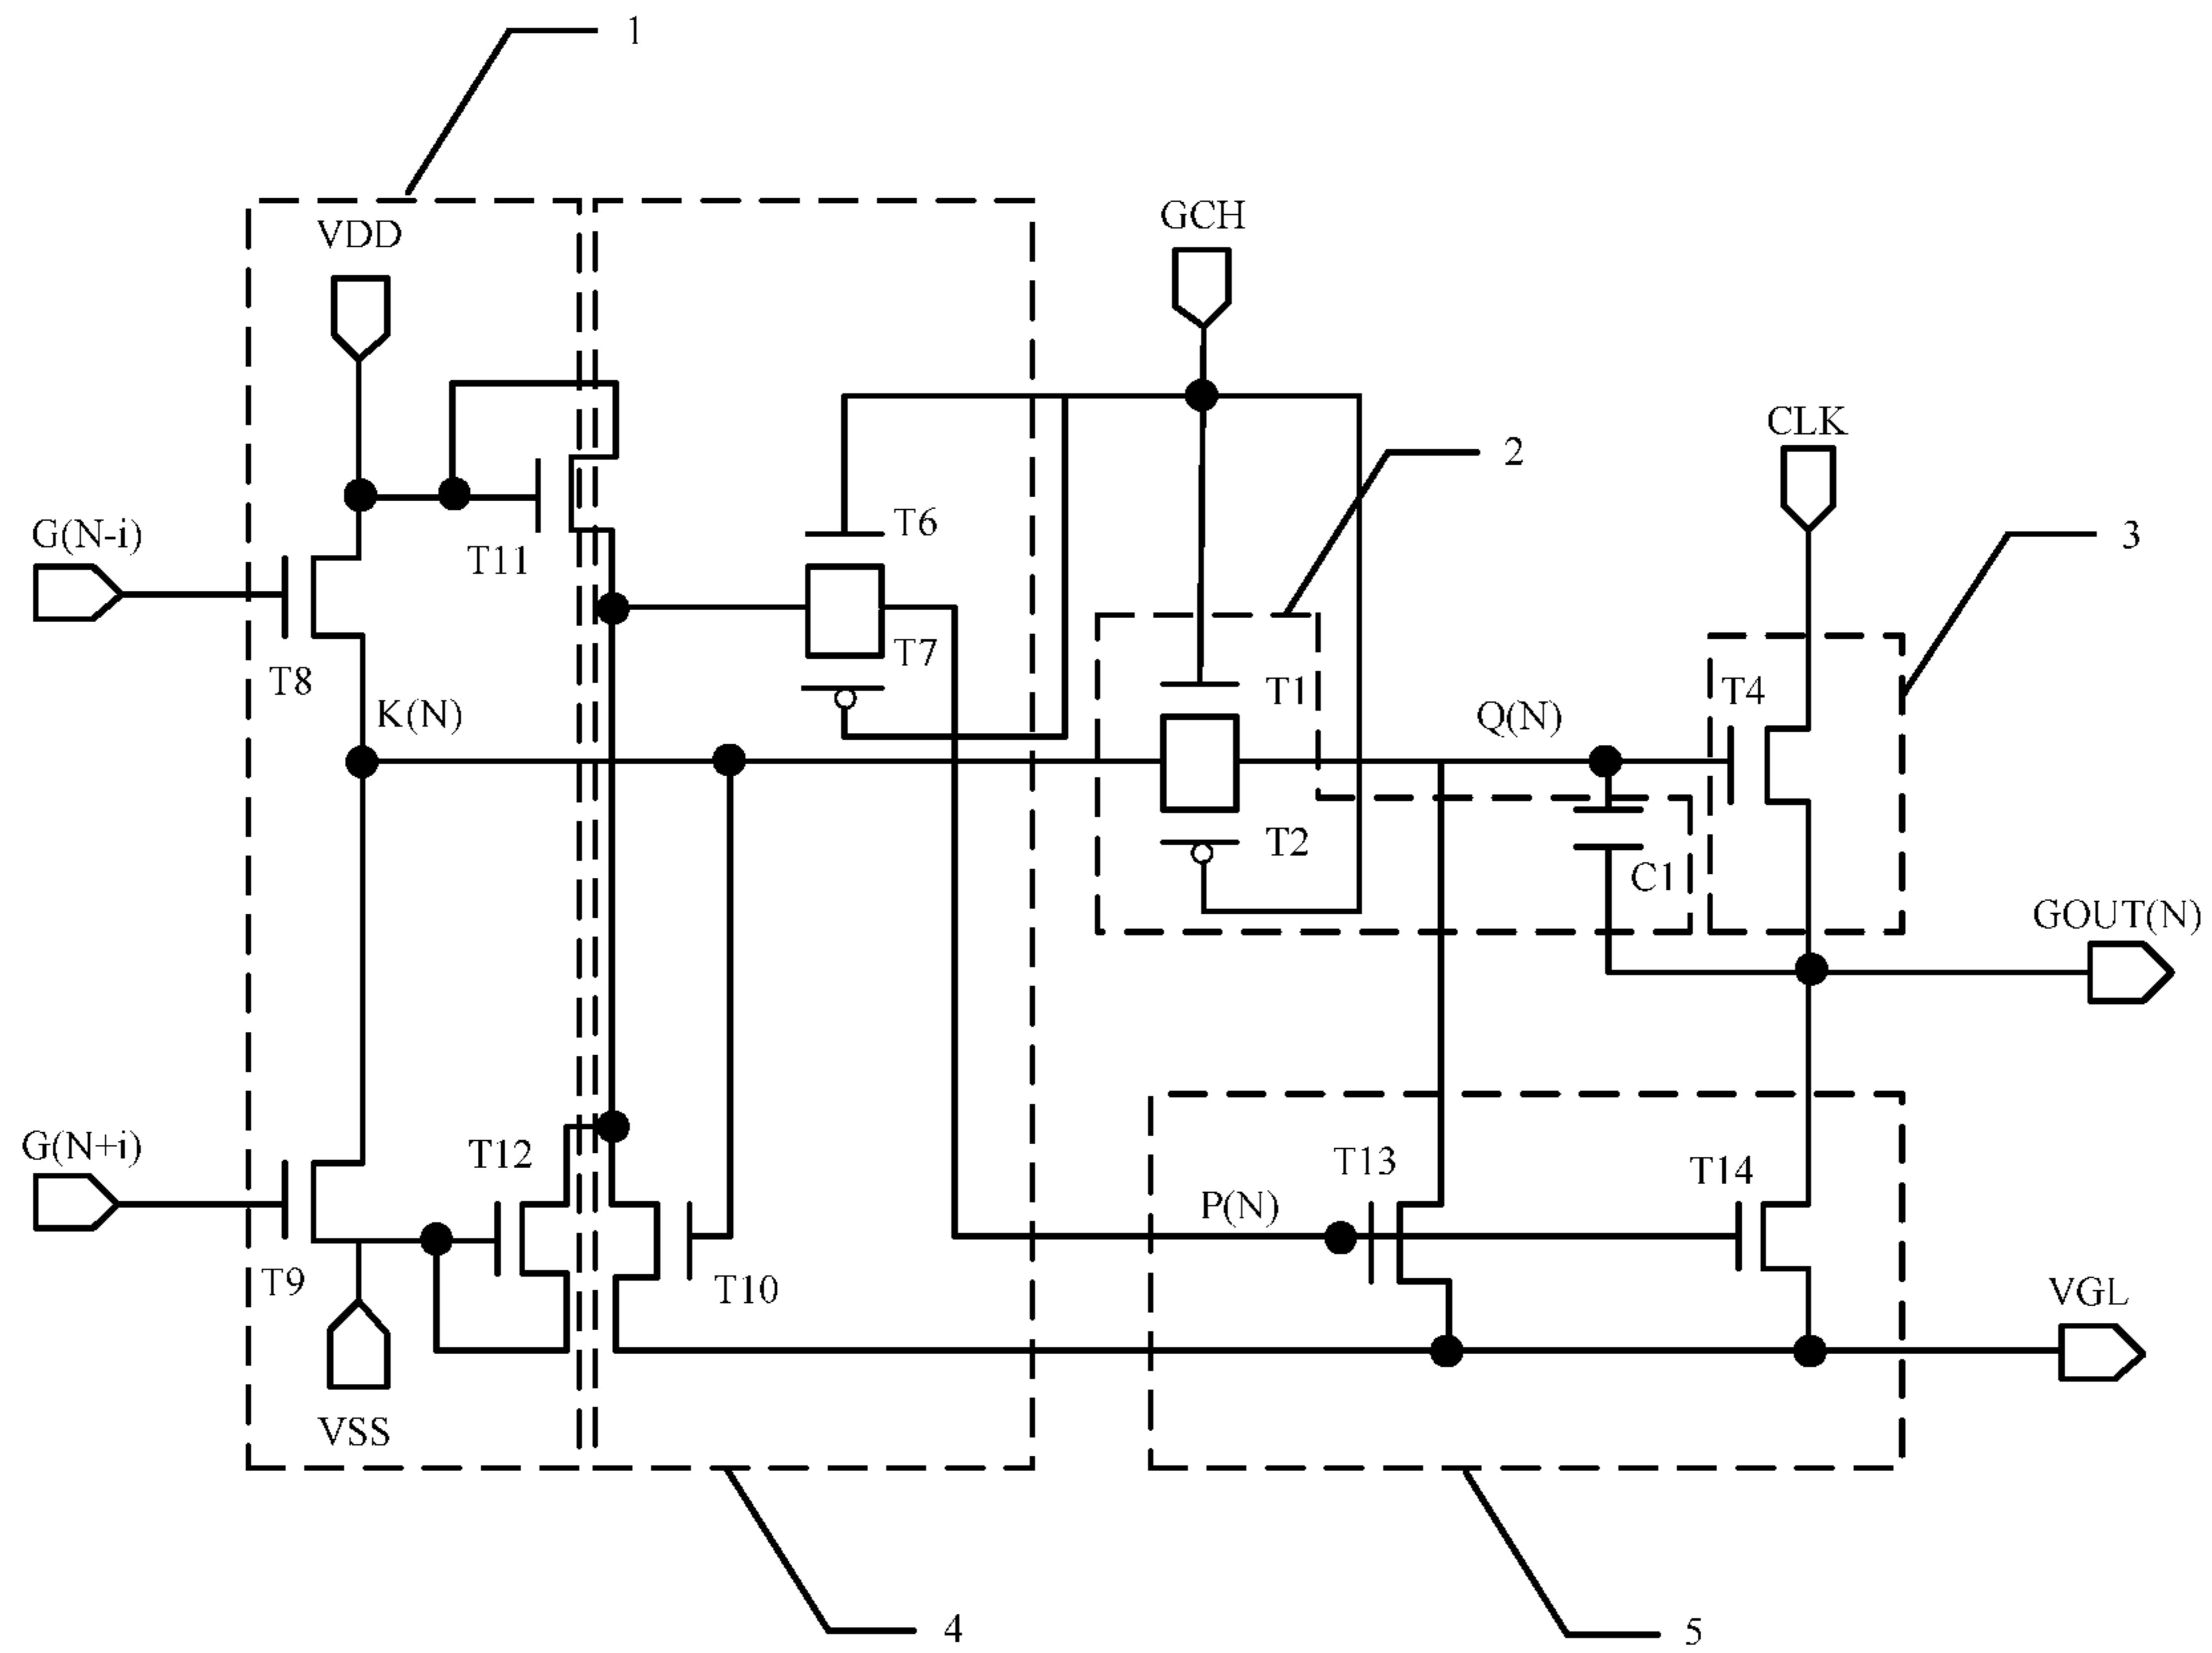 1
VDD
GCH
2
CLK
3
G(N-i)
T11
T6
T7
T8
K(N)
T1
Q(N)
T4
T2
C1
GOUT(N)
G(N+i)
T12
T13
T14
P(N)
T9
T10
VGL
VSS
4
5